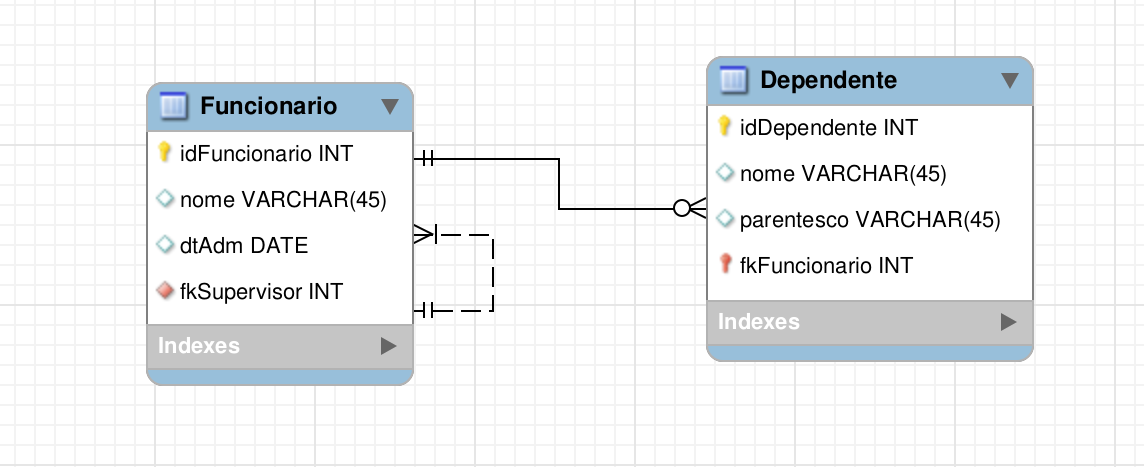 Funcionario
idFuncionario INT
nome VARCHAR(45)
dtAdm DATE
fkSupervisor INT
Indexes
Dependente
idDependente INT
nome VARCHAR(45)
parentesco VARCHAR(45)
fkFuncionario INT
Indexes